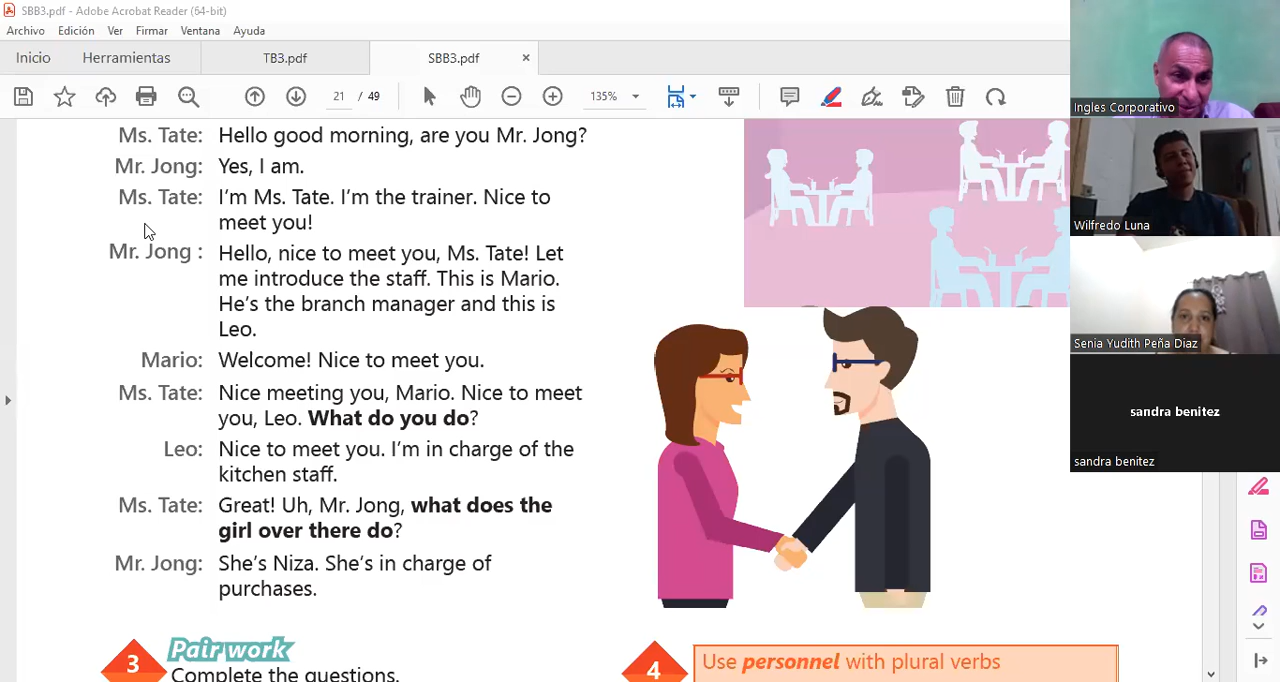 SBB3.pdf - Adobe Acrobat Reader (64-bit)
Archivo Edición Ver Firmar Ventana Ayuda
Inicio Herramientas TB3.pdf SBB3.pdf ×
21 / 49 135%
Ms. Tate: Hello good morning, are you Mr. Jong?
Mr. Jong: Yes, I am.
Ms. Tate: I'm Ms. Tate. I'm the trainer. Nice to
meet you!
Mr. Jong : Hello, nice to meet you, Ms. Tate! Let
me introduce the staff. This is Mario.
He's the branch manager and this is
Leo.
Mario: Welcome! Nice to meet you.
Ms. Tate: Nice meeting you, Mario. Nice to meet
you, Leo. What do you do?
Leo: Nice to meet you. I'm in charge of the
kitchen staff.
Ms. Tate: Great! Uh, Mr. Jong, what does the
girl over there do?
Mr. Jong: She's Niza. She's in charge of
purchases.
3 Pair work
Complete the questions.
4 Use personnel with plural verbs
Ingles Corporativo
Wilfredo Luna
Senia Yudith Peña Diaz
sandra benitez
sandra benitez